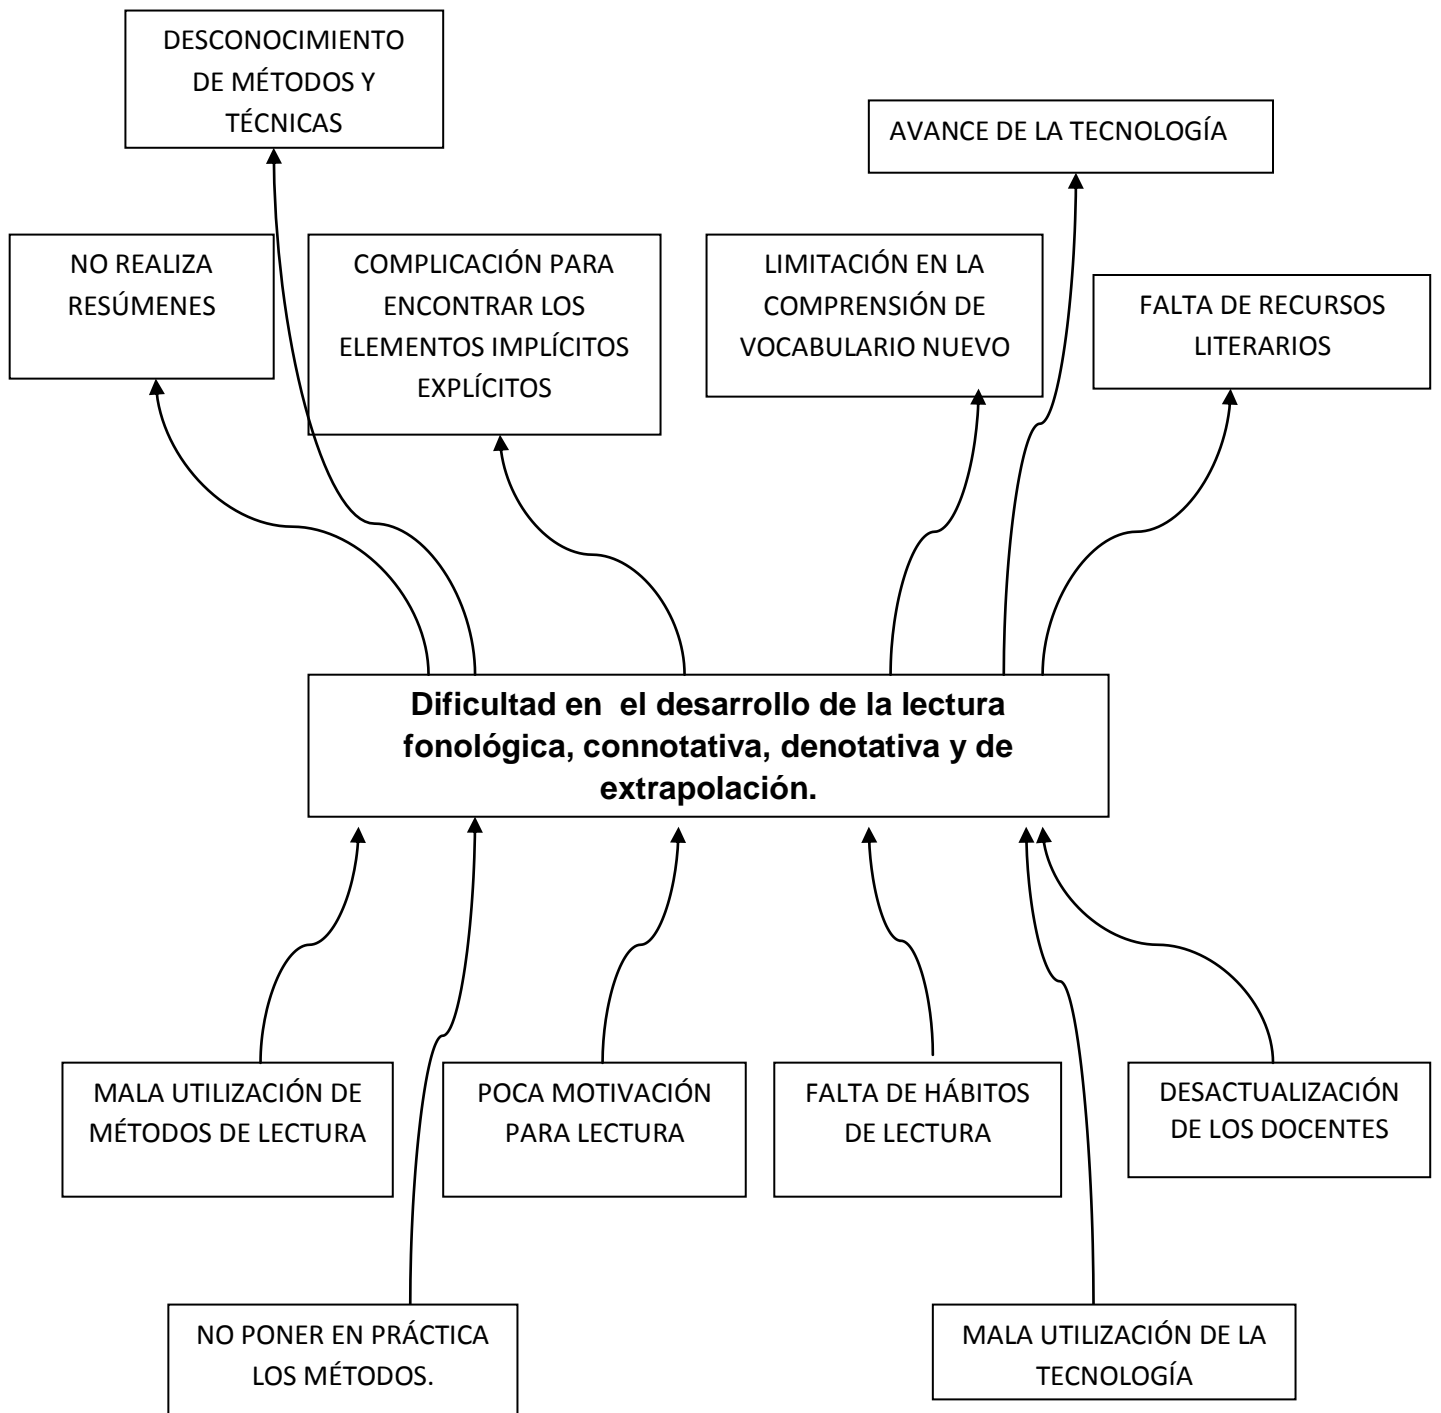 DESCONOCIMIENTO
DE MÉTODOS Y
TÉCNICAS
AVANCE DE LA TECNOLOGÍA
NO REALIZA
RESÚMENES
COMPLICACIÓN PARA
ENCONTRAR LOS
ELEMENTOS IMPLÍCITOS
EXPLÍCITOS
LIMITACIÓN EN LA
COMPRENSIÓN DE
VOCABULARIO NUEVO
FALTA DE RECURSOS
LITERARIOS
Dificultad en  el desarrollo de la lectura
fonológica, connotativa, denotativa y de
extrapolación.
MALA UTILIZACIÓN DE
MÉTODOS DE LECTURA
POCA MOTIVACIÓN
PARA LECTURA
FALTA DE HÁBITOS
DE LECTURA
DESACTUALIZACIÓN
DE LOS DOCENTES
NO PONER EN PRÁCTICA
LOS MÉTODOS.
MALA UTILIZACIÓN DE LA
TECNOLOGÍA